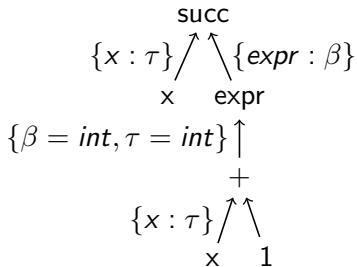 succ
{x : τ} {expr : β}
x expr
{β = int, τ = int}
+
{x : τ}
x 1